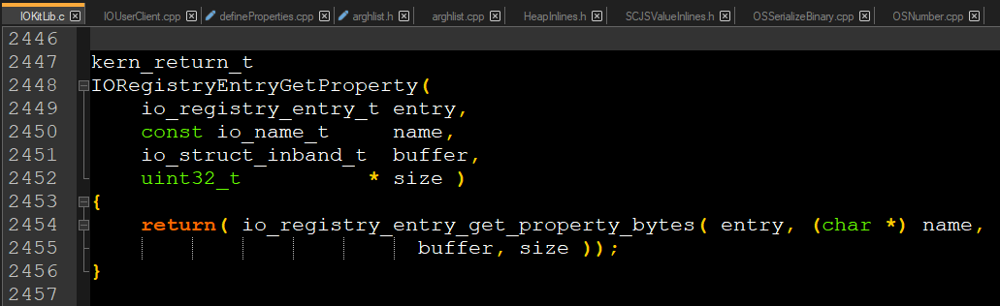 IOKitLib.c IOUserClient.cpp defineProperties.cpp arghlist.h arghlist.cpp HeapInlines.h SCJSValueInlines.h OSSerializeBinary.cpp OSNumber.cpp
2446
2447 kern_return_t
2448 IORegistryEntryGetProperty(
2449 io_registry_entry_t entry,
2450 const io_name_t name,
2451 io_struct_inband_t buffer,
2452 uint32_t * size )
2453 {
2454 return( io_registry_entry_get_property_bytes( entry, (char *) name,
2455 buffer, size ));
2456 }
2457